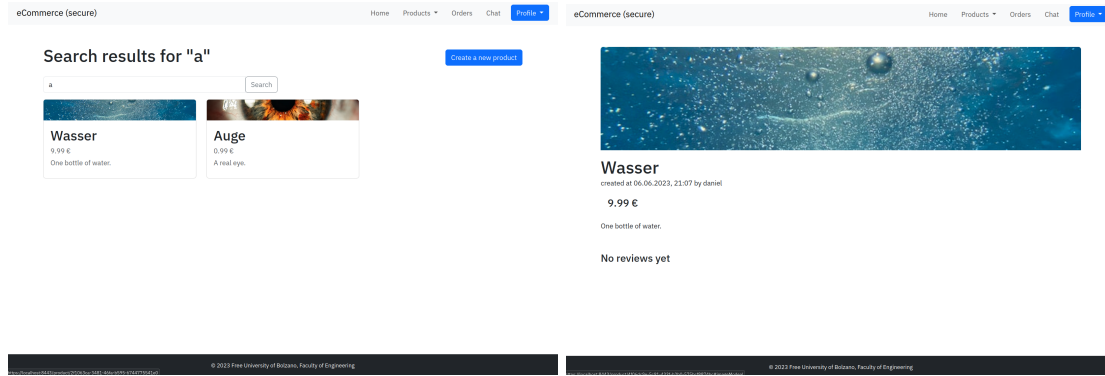 eCommerce (secure)
Home Products Orders Chat Profile
Search results for "a"
Create a new product
a
Search
Wasser
9.99 €
One bottle of water.
Auge
0.99 €
A real eye.
© 2023 Free University of Bolzano, Faculty of Engineering
eCommerce (secure)
Home Products Orders Chat Profile
Wasser
created at 06.06.2023, 21:07 by daniel
9.99 €
One bottle of water.
No reviews yet
© 2023 Free University of Bolzano, Faculty of Engineering